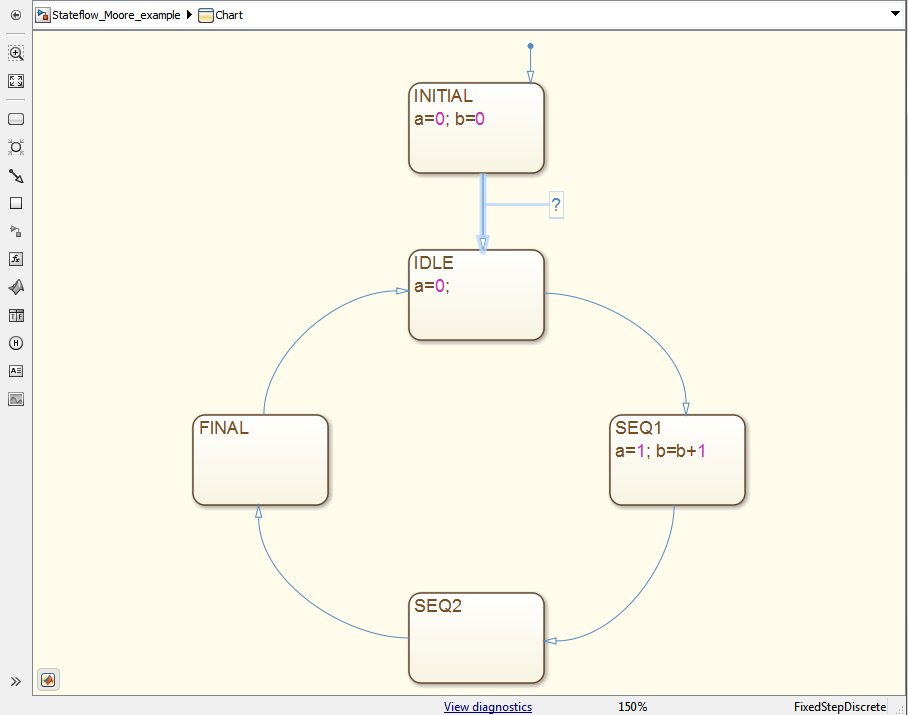 Stateflow_Moore_example Chart
INITIAL
a=0; b=0
?
IDLE
a=0;
FINAL
SEQ1
a=1; b=b+1
SEQ2
View diagnostics 150% FixedStepDiscrete